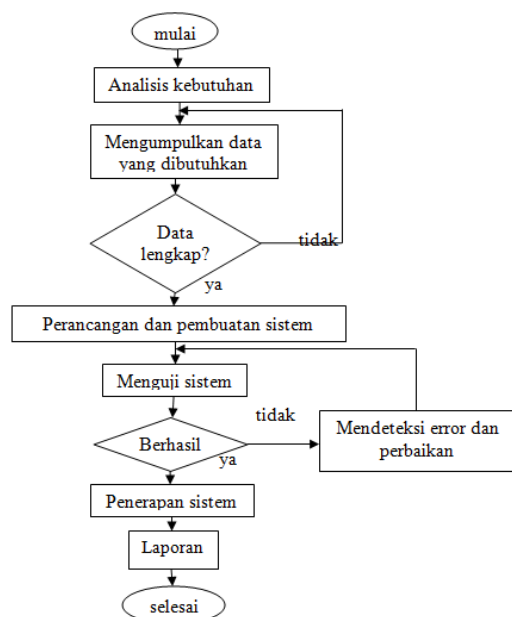 mulai
Analisis kebutuhan
Mengumpulkan data
yang dibutuhkan
Data
lengkap?
tidak
ya
Perancangan dan pembuatan sistem
Menguji sistem
Berhasil
tidak
Mendeteksi error dan
perbaikan
ya
Penerapan sistem
Laporan
selesai